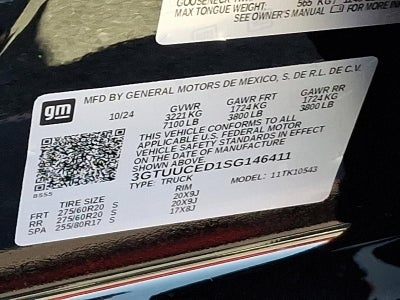 MAX TONGUE WEIGHT.
565 KG
SEE OWNER'S MANUAL
FOR MORE
gm
MFD BY GENERAL MOTORS DE MEXICO, S. DE R.L. DE C.V.
10/24 GVWR GAWR FRT GAWR RR
3221 KG 1724 KG 1724 KG
7100 LB 3800 LB 3800 LB
THIS VEHICLE CONFORMS TO ALL
APPLICABLE U.S. FEDERAL MOTOR
VEHICLE SAFETY STANDARDS IN EFFECT
ON THE DATE OF MANUFACTURE
SHOWN ABOVE.
3GTUUCED1SG146411
TYPE: TRUCK MODEL: 11TK10543
BSSS
TIRE SIZE RIM
FRT 275/60R20 S 20X9J
RR 275/60R20 S 20X9J
SPA 255/80R17 S 17X8J